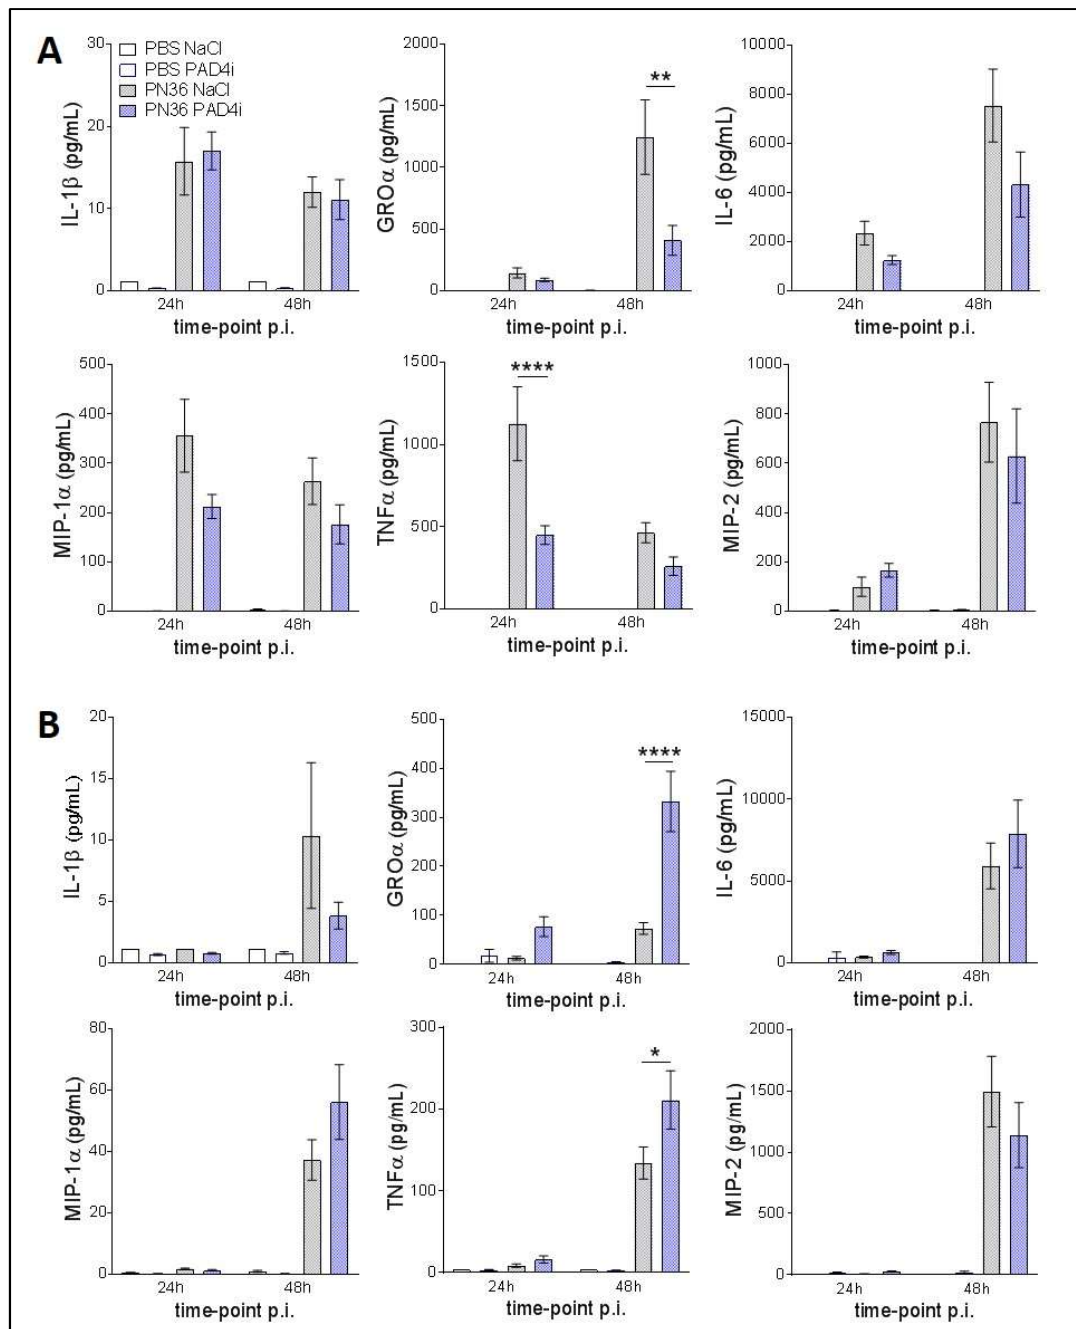 A
PBS NaCl
PBS PAD4i
PN36 NaCl
PN36 PAD4i
IL-1β (pg/mL)
30
20
10
0
24h 48h
time-point p.i.
GROα (pg/mL)
2000
1500
1000
500
0
**
24h 48h
time-point p.i.
IL-6 (pg/mL)
10000
8000
6000
4000
2000
0
24h 48h
time-point p.i.
MIP-1α (pg/mL)
500
400
300
200
100
0
24h 48h
time-point p.i.
TNFα (pg/mL)
1500
1000
500
0
****
24h 48h
time-point p.i.
MIP-2 (pg/mL)
1000
800
600
400
200
0
24h 48h
time-point p.i.
B
IL-1β (pg/mL)
20
15
10
5
0
24h 48h
time-point p.i.
GROα (pg/mL)
500
400
300
200
100
0
****
24h 48h
time-point p.i.
IL-6 (pg/mL)
15000
10000
5000
0
24h 48h
time-point p.i.
MIP-1α (pg/mL)
80
60
40
20
0
24h 48h
time-point p.i.
TNFα (pg/mL)
300
200
100
0
*
24h 48h
time-point p.i.
MIP-2 (pg/mL)
2000
1500
1000
500
0
24h 48h
time-point p.i.